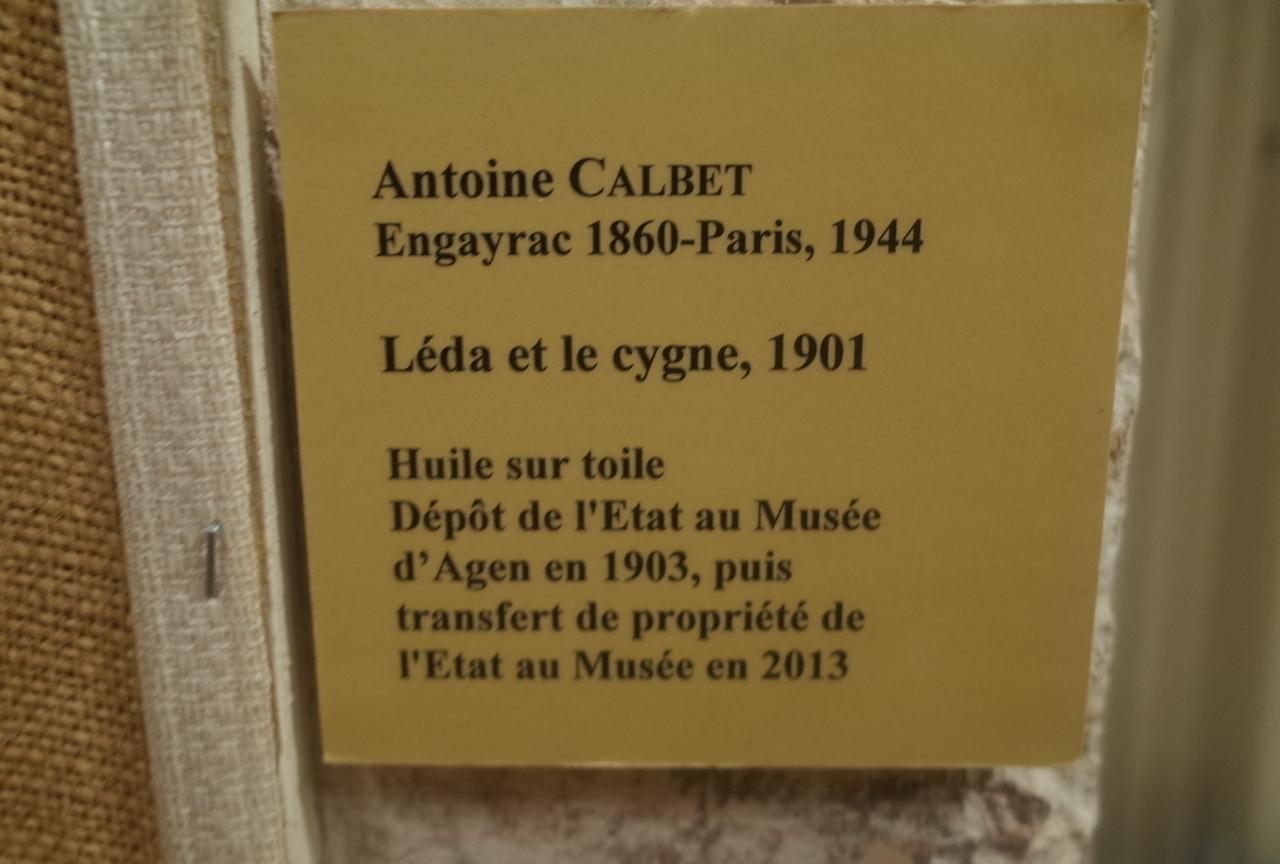 Antoine CALBET
Engayrac 1860-Paris, 1944
Léda et le cygne, 1901
Huile sur toile
Dépôt de l'Etat au Musée
d’Agen en 1903, puis
transfert de propriété de
l'Etat au Musée en 2013